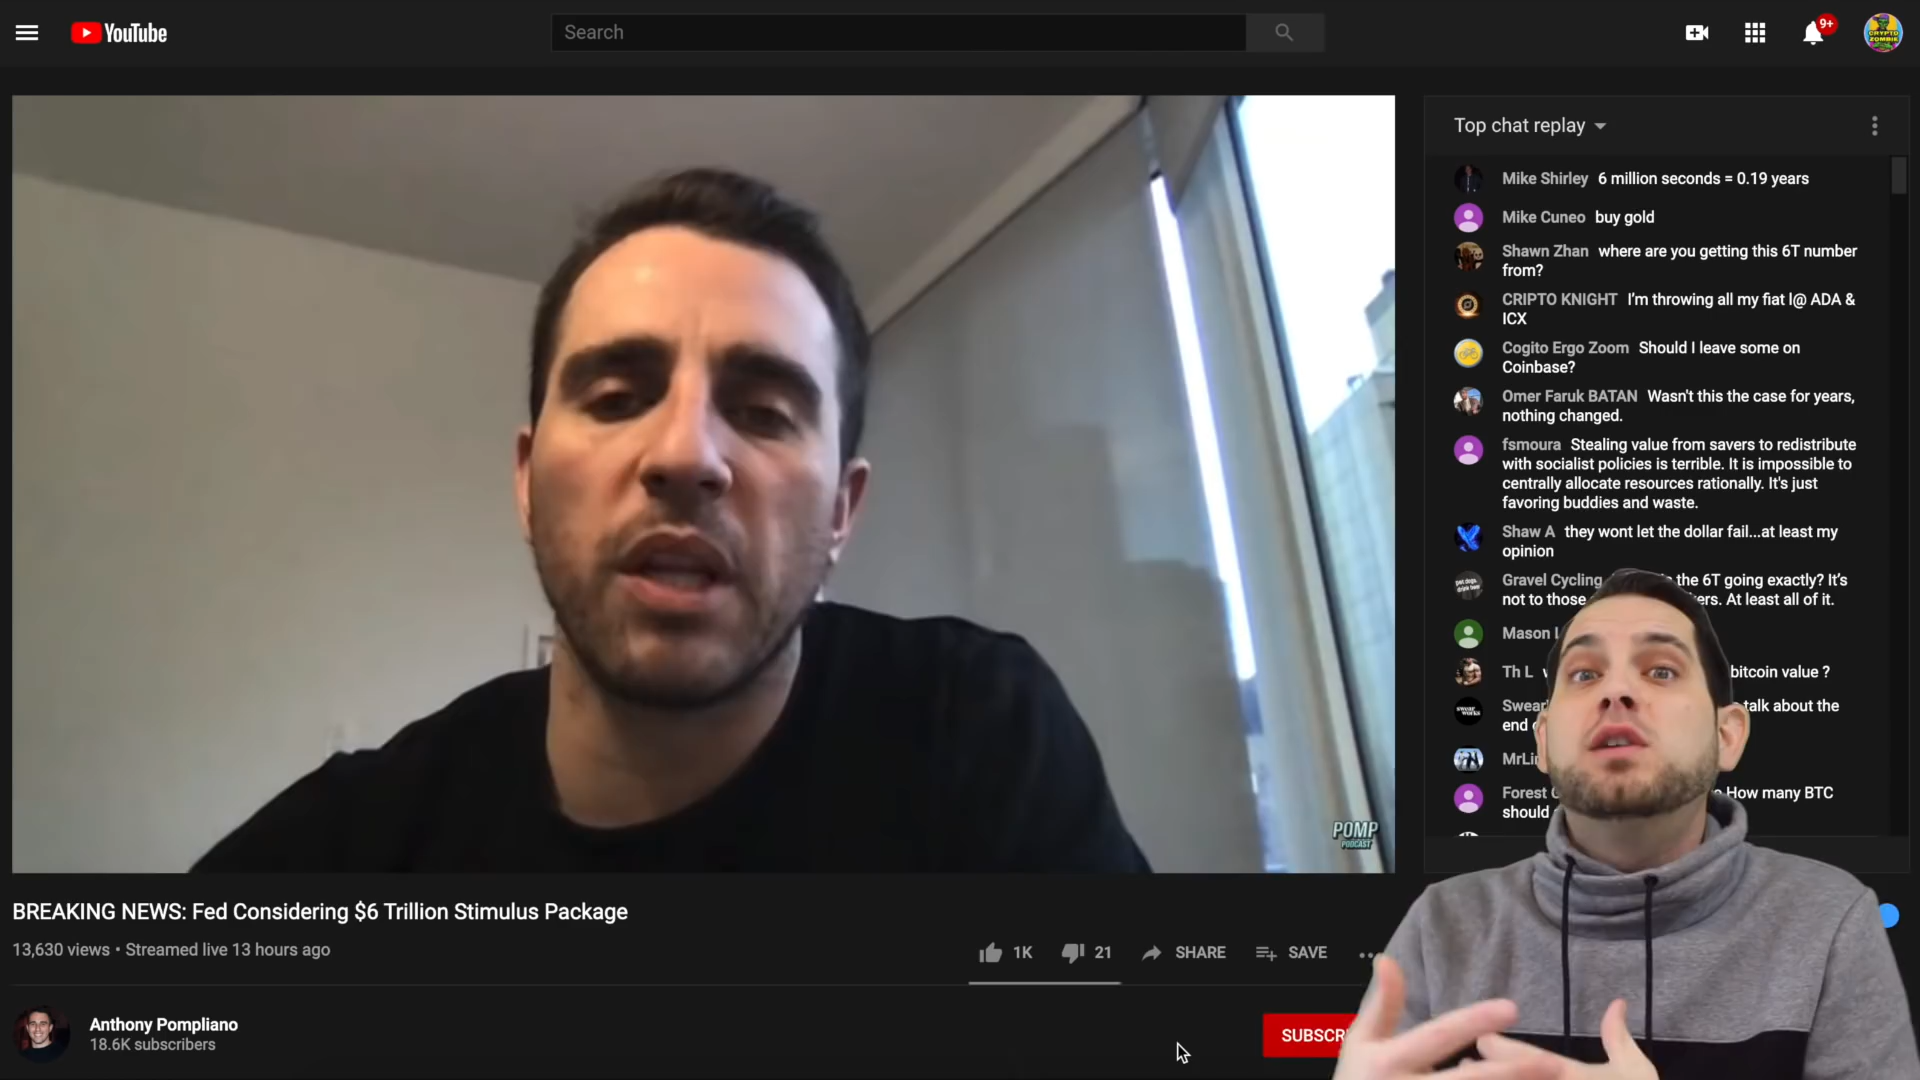 YouTube
Search
9+
CRYPTO
ZOMBIE
Top chat replay
Mike Shirley 6 million seconds = 0.19 years
Mike Cuneo buy gold
Shawn Zhan where are you getting this 6T number
from?
CRIPTO KNIGHT I'm throwing all my fiat l@ ADA &
ICX
Cogito Ergo Zoom Should I leave some on
Coinbase?
Omer Faruk BATAN Wasn't this the case for years,
nothing changed.
fsmoura Stealing value from savers to redistribute
with socialist policies is terrible. It is impossible to
centrally allocate resources rationally. It's just
favoring buddies and waste.
Shaw A they wont let the dollar fail...at least my
opinion
Gravel Cycling the 6T going exactly? It's
not to those At least all of it.
Mason
Th L bitcoin value ?
Swear talk about the
end
MrLi
Forest How many BTC
should
POMP
PODCAST
BREAKING NEWS: Fed Considering $6 Trillion Stimulus Package
13,630 views • Streamed live 13 hours ago
1K 21 SHARE SAVE
Anthony Pompliano
18.6K subscribers
SUBSCR